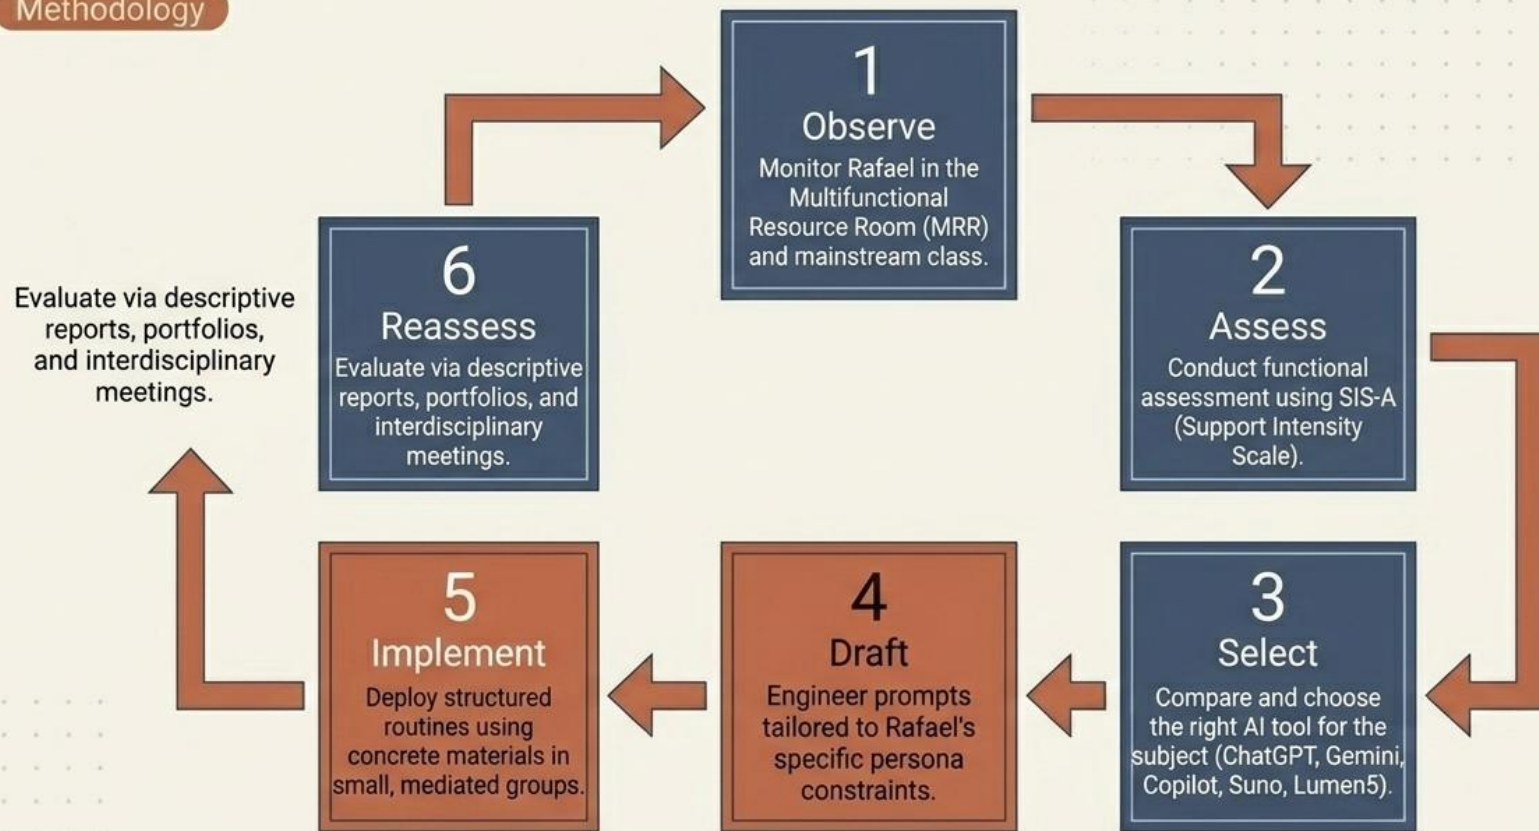 Methodology
1
Observe
Monitor Rafael in the
Multifunctional
Resource Room (MRR)
and mainstream class.
2
Assess
Conduct functional
assessment using SIS-A
(Support Intensity
Scale).
3
Select
Compare and choose
the right AI tool for the
subject (ChatGPT, Gemini,
Copilot, Suno, Lumen5).
4
Draft
Engineer prompts
tailored to Rafael's
specific persona
constraints.
5
Implement
Deploy structured
routines using
concrete materials in
small, mediated groups.
Evaluate via descriptive
reports, portfolios,
and interdisciplinary
meetings.
6
Reassess
Evaluate via descriptive
reports, portfolios, and
interdisciplinary
meetings.